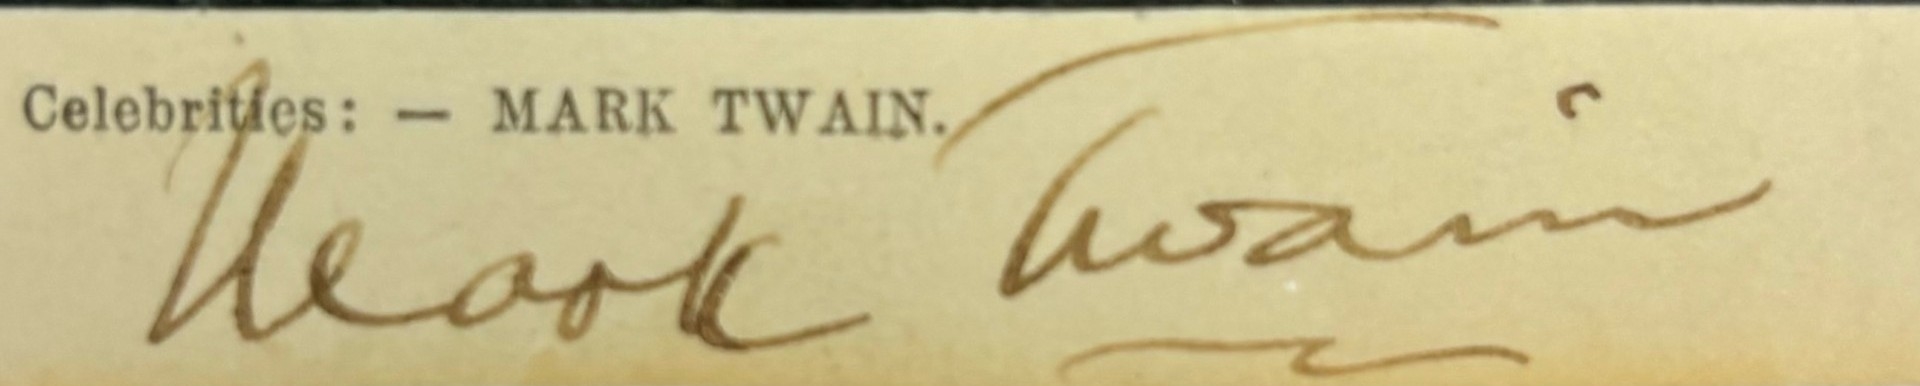 Celebrities: — MARK TWAIN.
Mark Twain